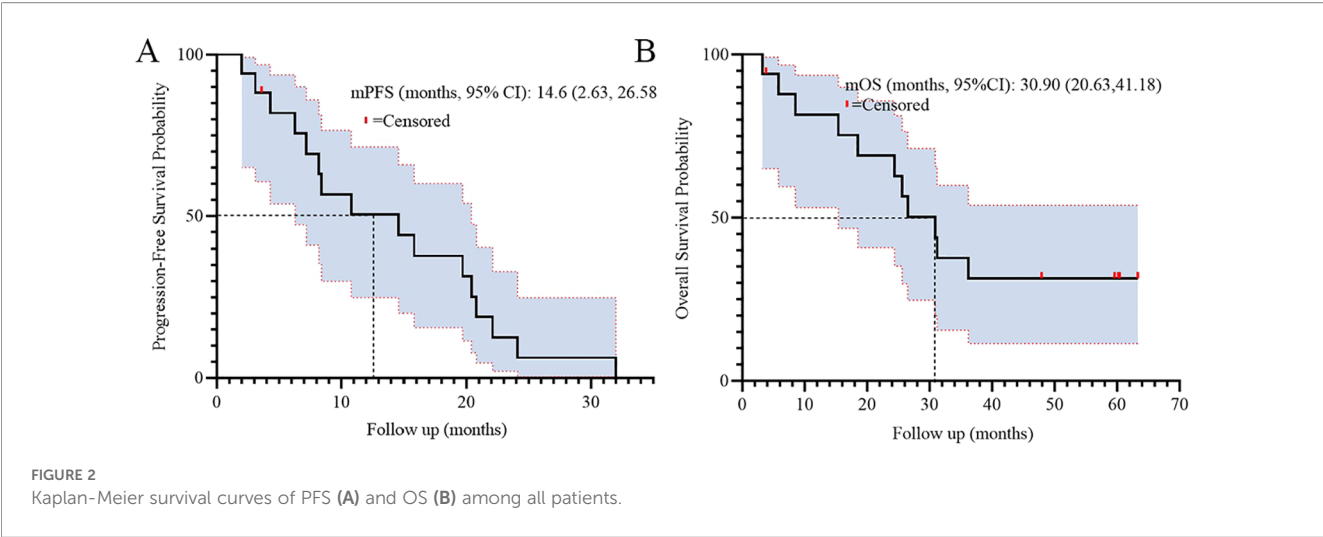 A
Progression-Free Survival Probability
100
50
0
mPFS (months, 95% CI): 14.6 (2.63, 26.58
=Censored
0 10 20 30
Follow up (months)
B
Overall Survival Probability
100
50
0
mOS (months, 95%CI): 30.90 (20.63,41.18)
=Censored
0 10 20 30 40 50 60 70
Follow up (months)
FIGURE 2
Kaplan-Meier survival curves of PFS (A) and OS (B) among all patients.